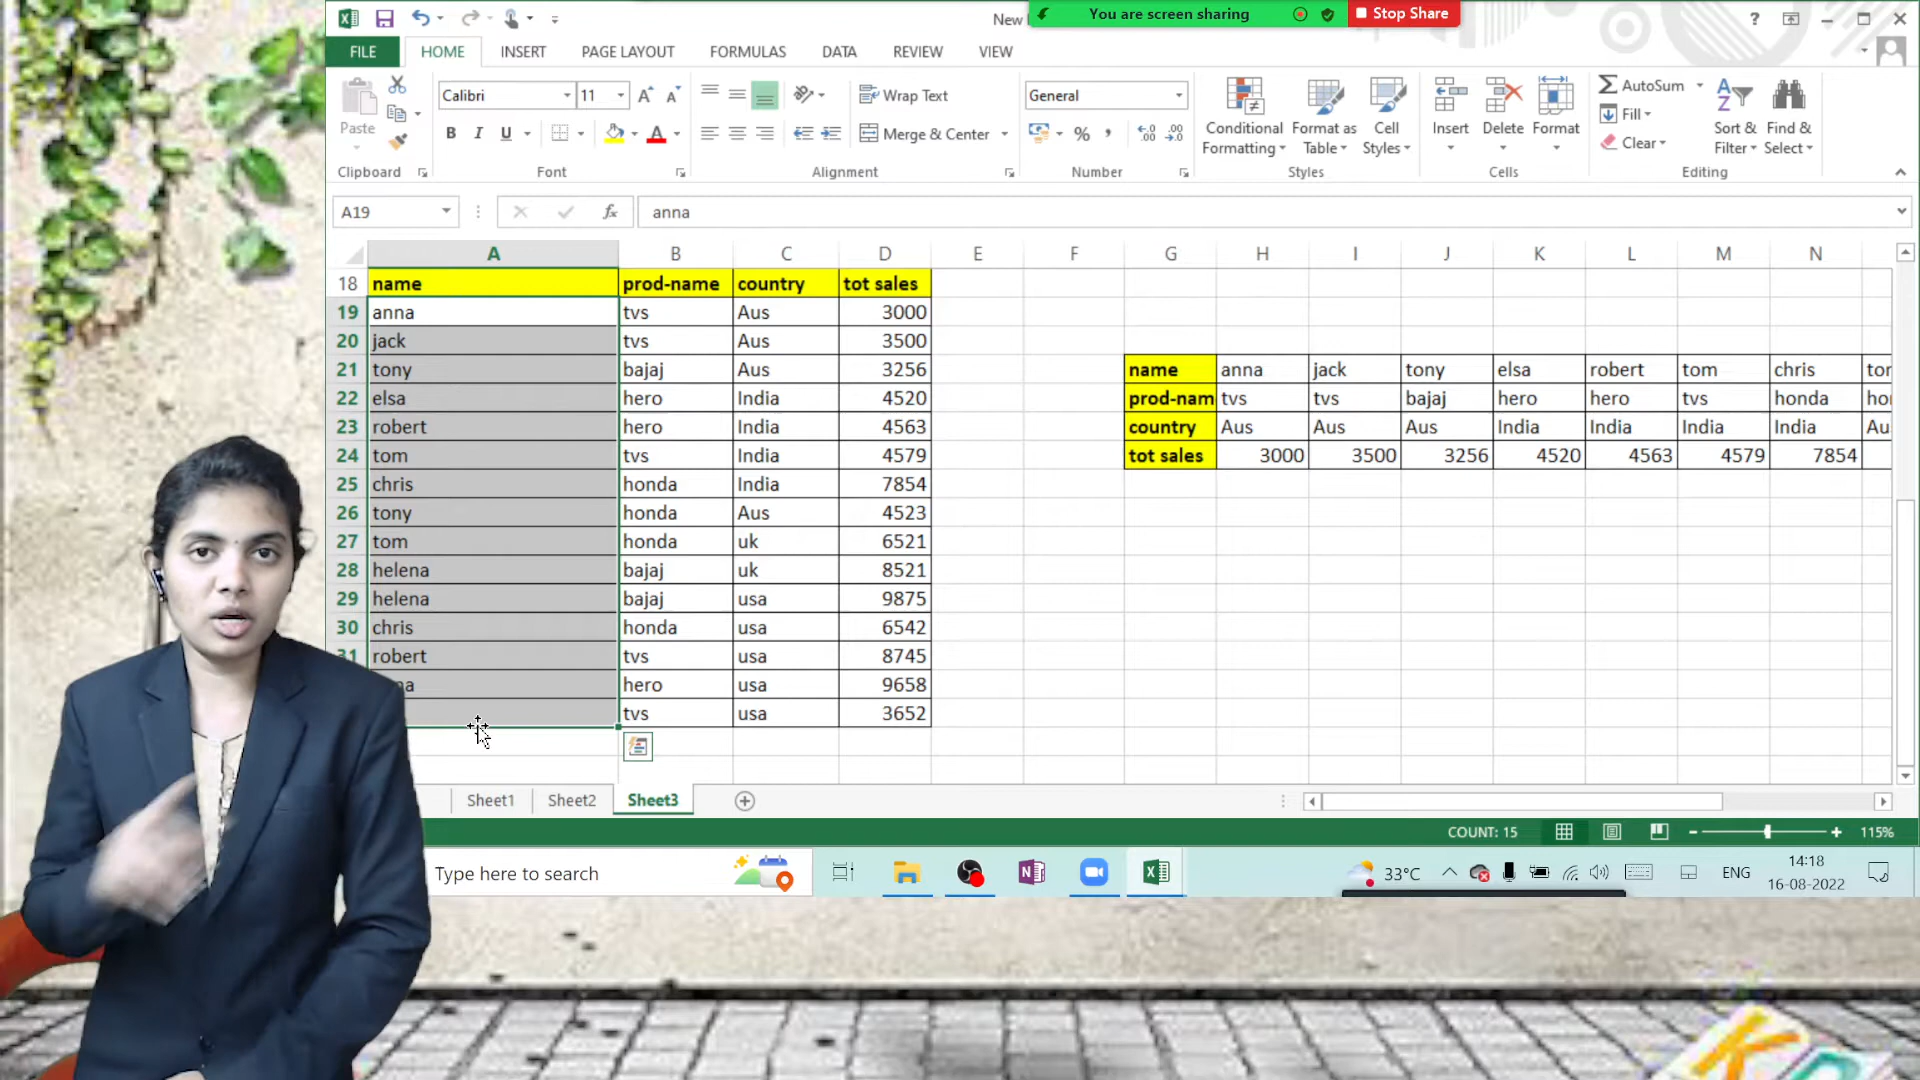 New
You are screen sharing
Stop Share
?
FILE HOME INSERT PAGE LAYOUT FORMULAS DATA REVIEW VIEW
Calibri 11 Wrap Text General AutoSum
Paste B I U Merge & Center % Conditional Formatting Format as Table Cell Styles Insert Delete Format Fill Clear Sort & Filter Find & Select
Clipboard Font Alignment Number Styles Cells Editing
A19 fx anna
A B C D E F G H I J K L M N
18 name prod-name country tot sales
19 anna tvs Aus 3000
20 jack tvs Aus 3500
21 tony bajaj Aus 3256 name anna jack tony elsa robert tom chris
22 elsa hero India 4520 prod-nam tvs tvs bajaj hero hero tvs honda
23 robert hero India 4563 country Aus Aus Aus India India India India Au
24 tom tvs India 4579 tot sales 3000 3500 3256 4520 4563 4579 7854
25 chris honda India 7854
26 tony honda Aus 4523
27 tom honda uk 6521
28 helena bajaj uk 8521
29 helena bajaj usa 9875
30 chris honda usa 6542
31 robert tvs usa 8745
hero usa 9658
tvs usa 3652
Sheet1 Sheet2 Sheet3
COUNT: 15 115%
Type here to search 33°C ENG 14:18
16-08-2022